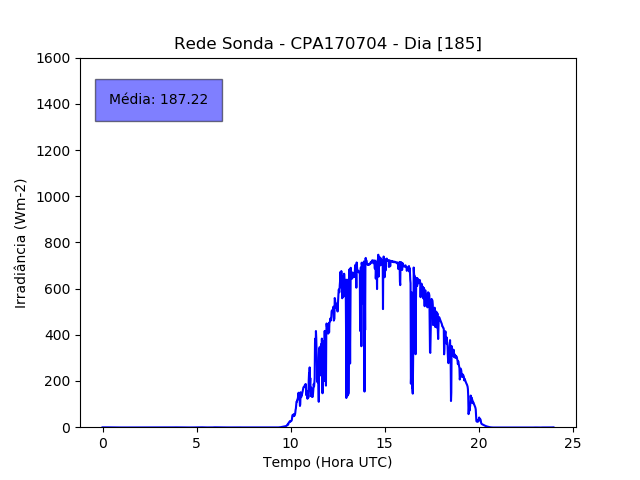 Rede Sonda - CPA170704 - Dia [185]
Média: 187.22
Irradiância (Wm-2)
1600
1400
1200
1000
800
600
400
200
0
0 5 10 15 20 25
Tempo (Hora UTC)